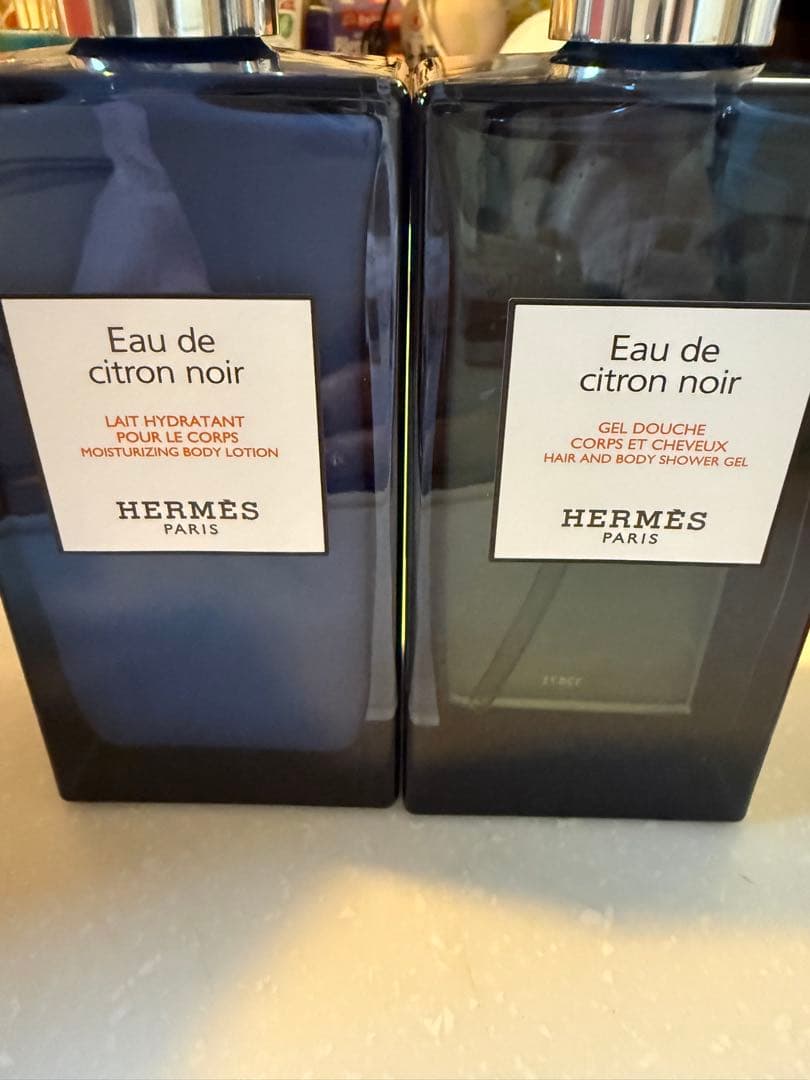 Eau de
citron noir
LAIT HYDRATANT
POUR LE CORPS
MOISTURIZING BODY LOTION
HERMÈS
PARIS
Eau de
citron noir
GEL DOUCHE
CORPS ET CHEVEUX
HAIR AND BODY SHOWER GEL
HERMÈS
PARIS